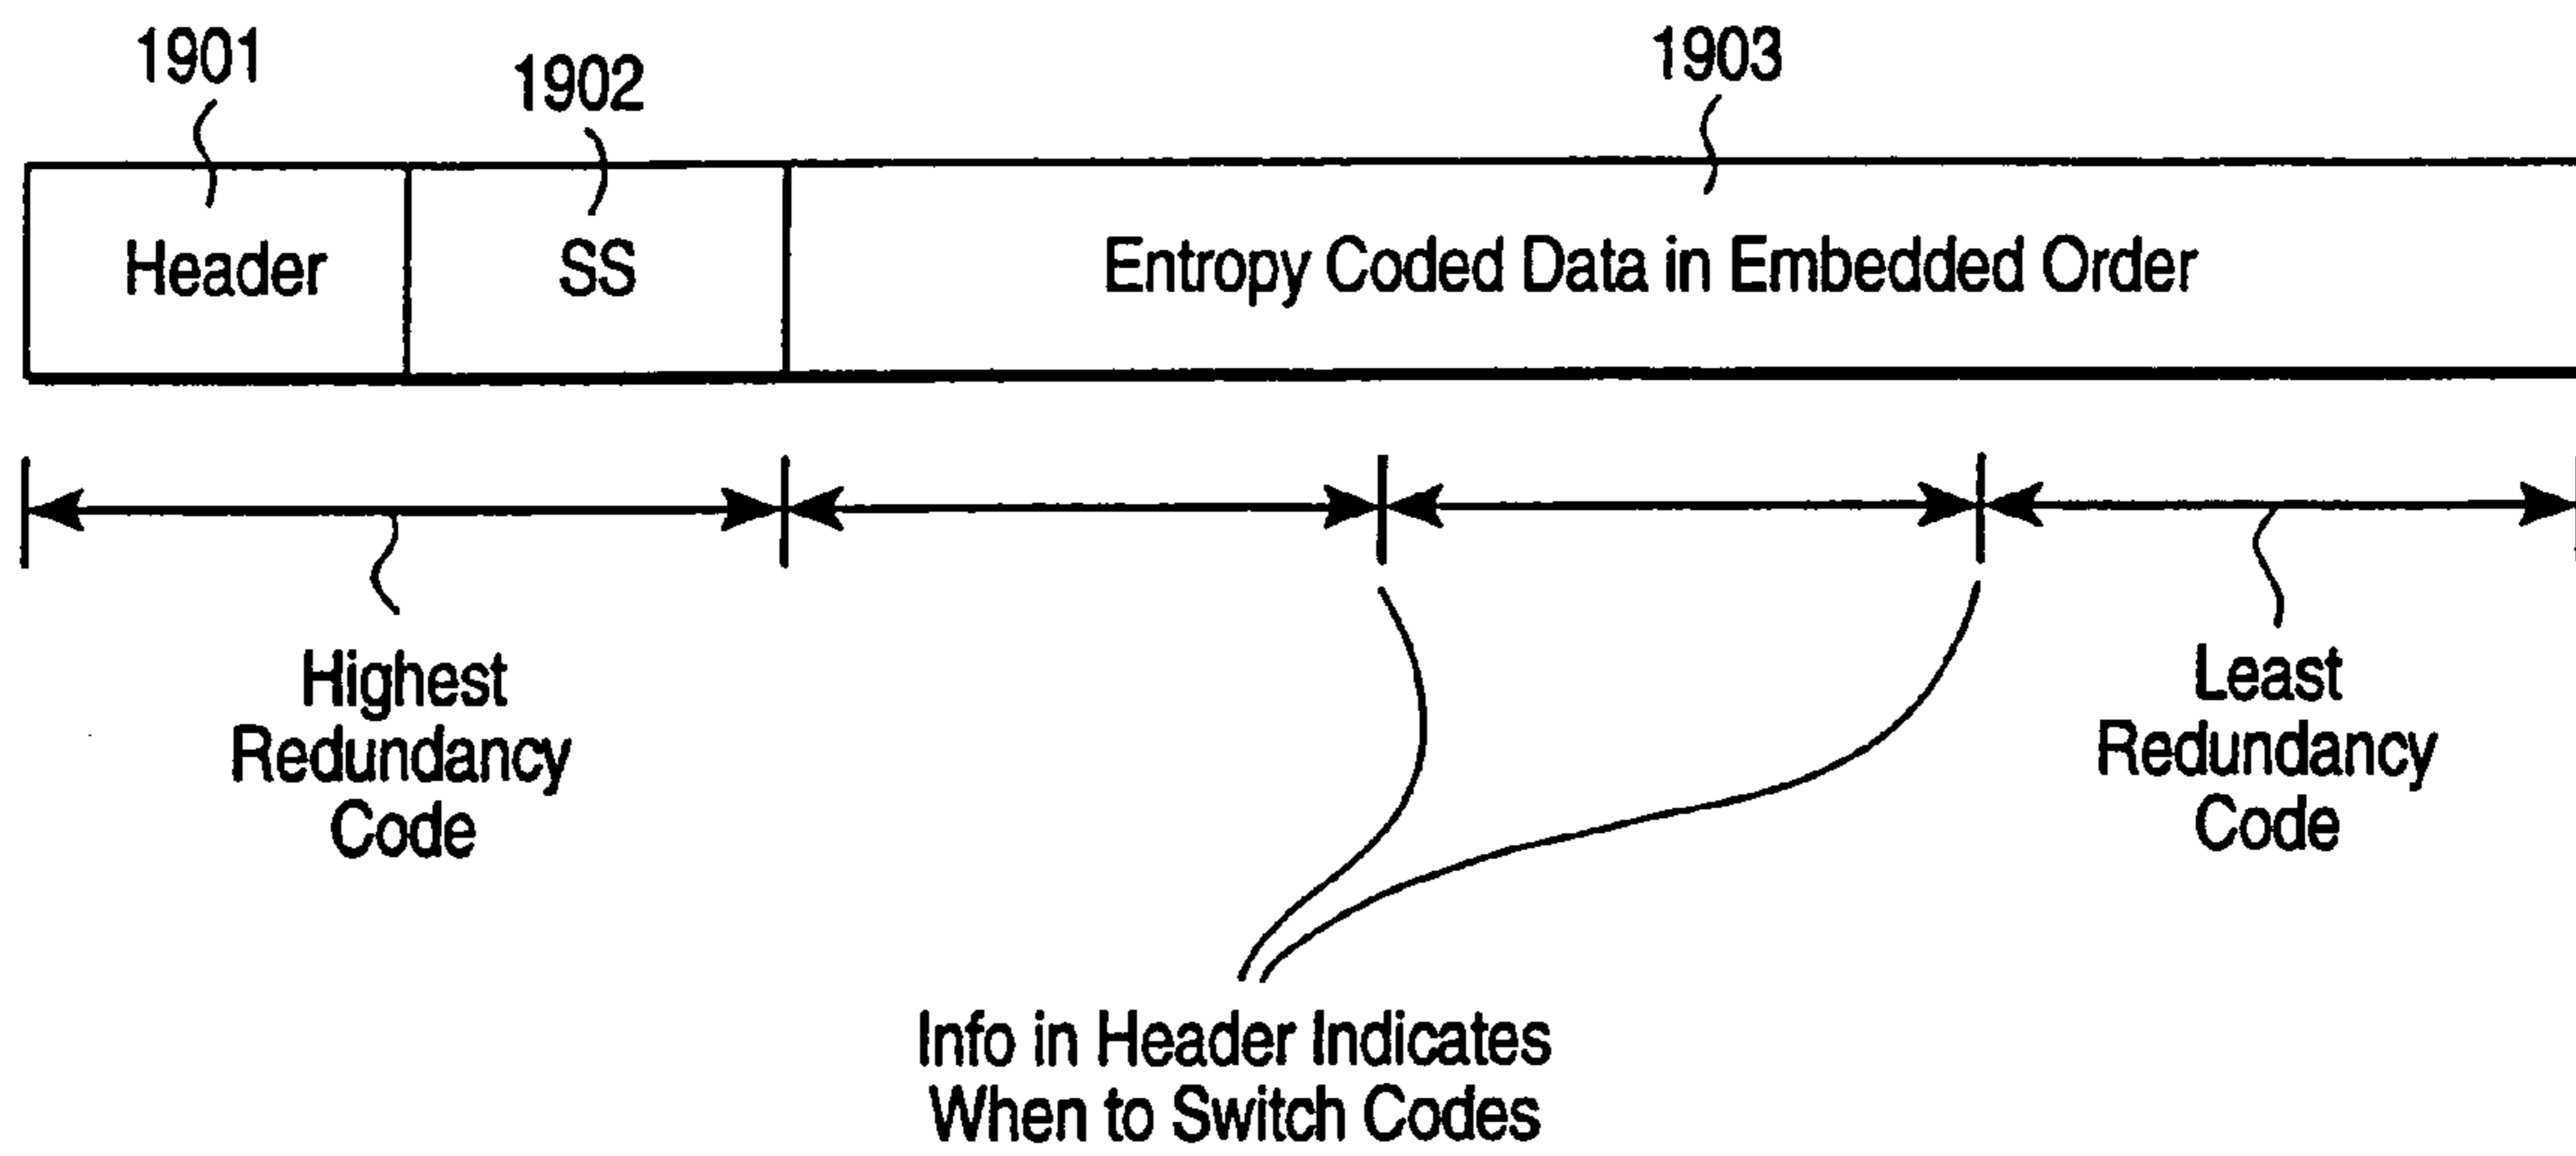 1901
1902
1903
Header
SS
Entropy Coded Data in Embedded Order
Highest
Redundancy
Code
Least
Redundancy
Code
Info in Header Indicates
When to Switch Codes